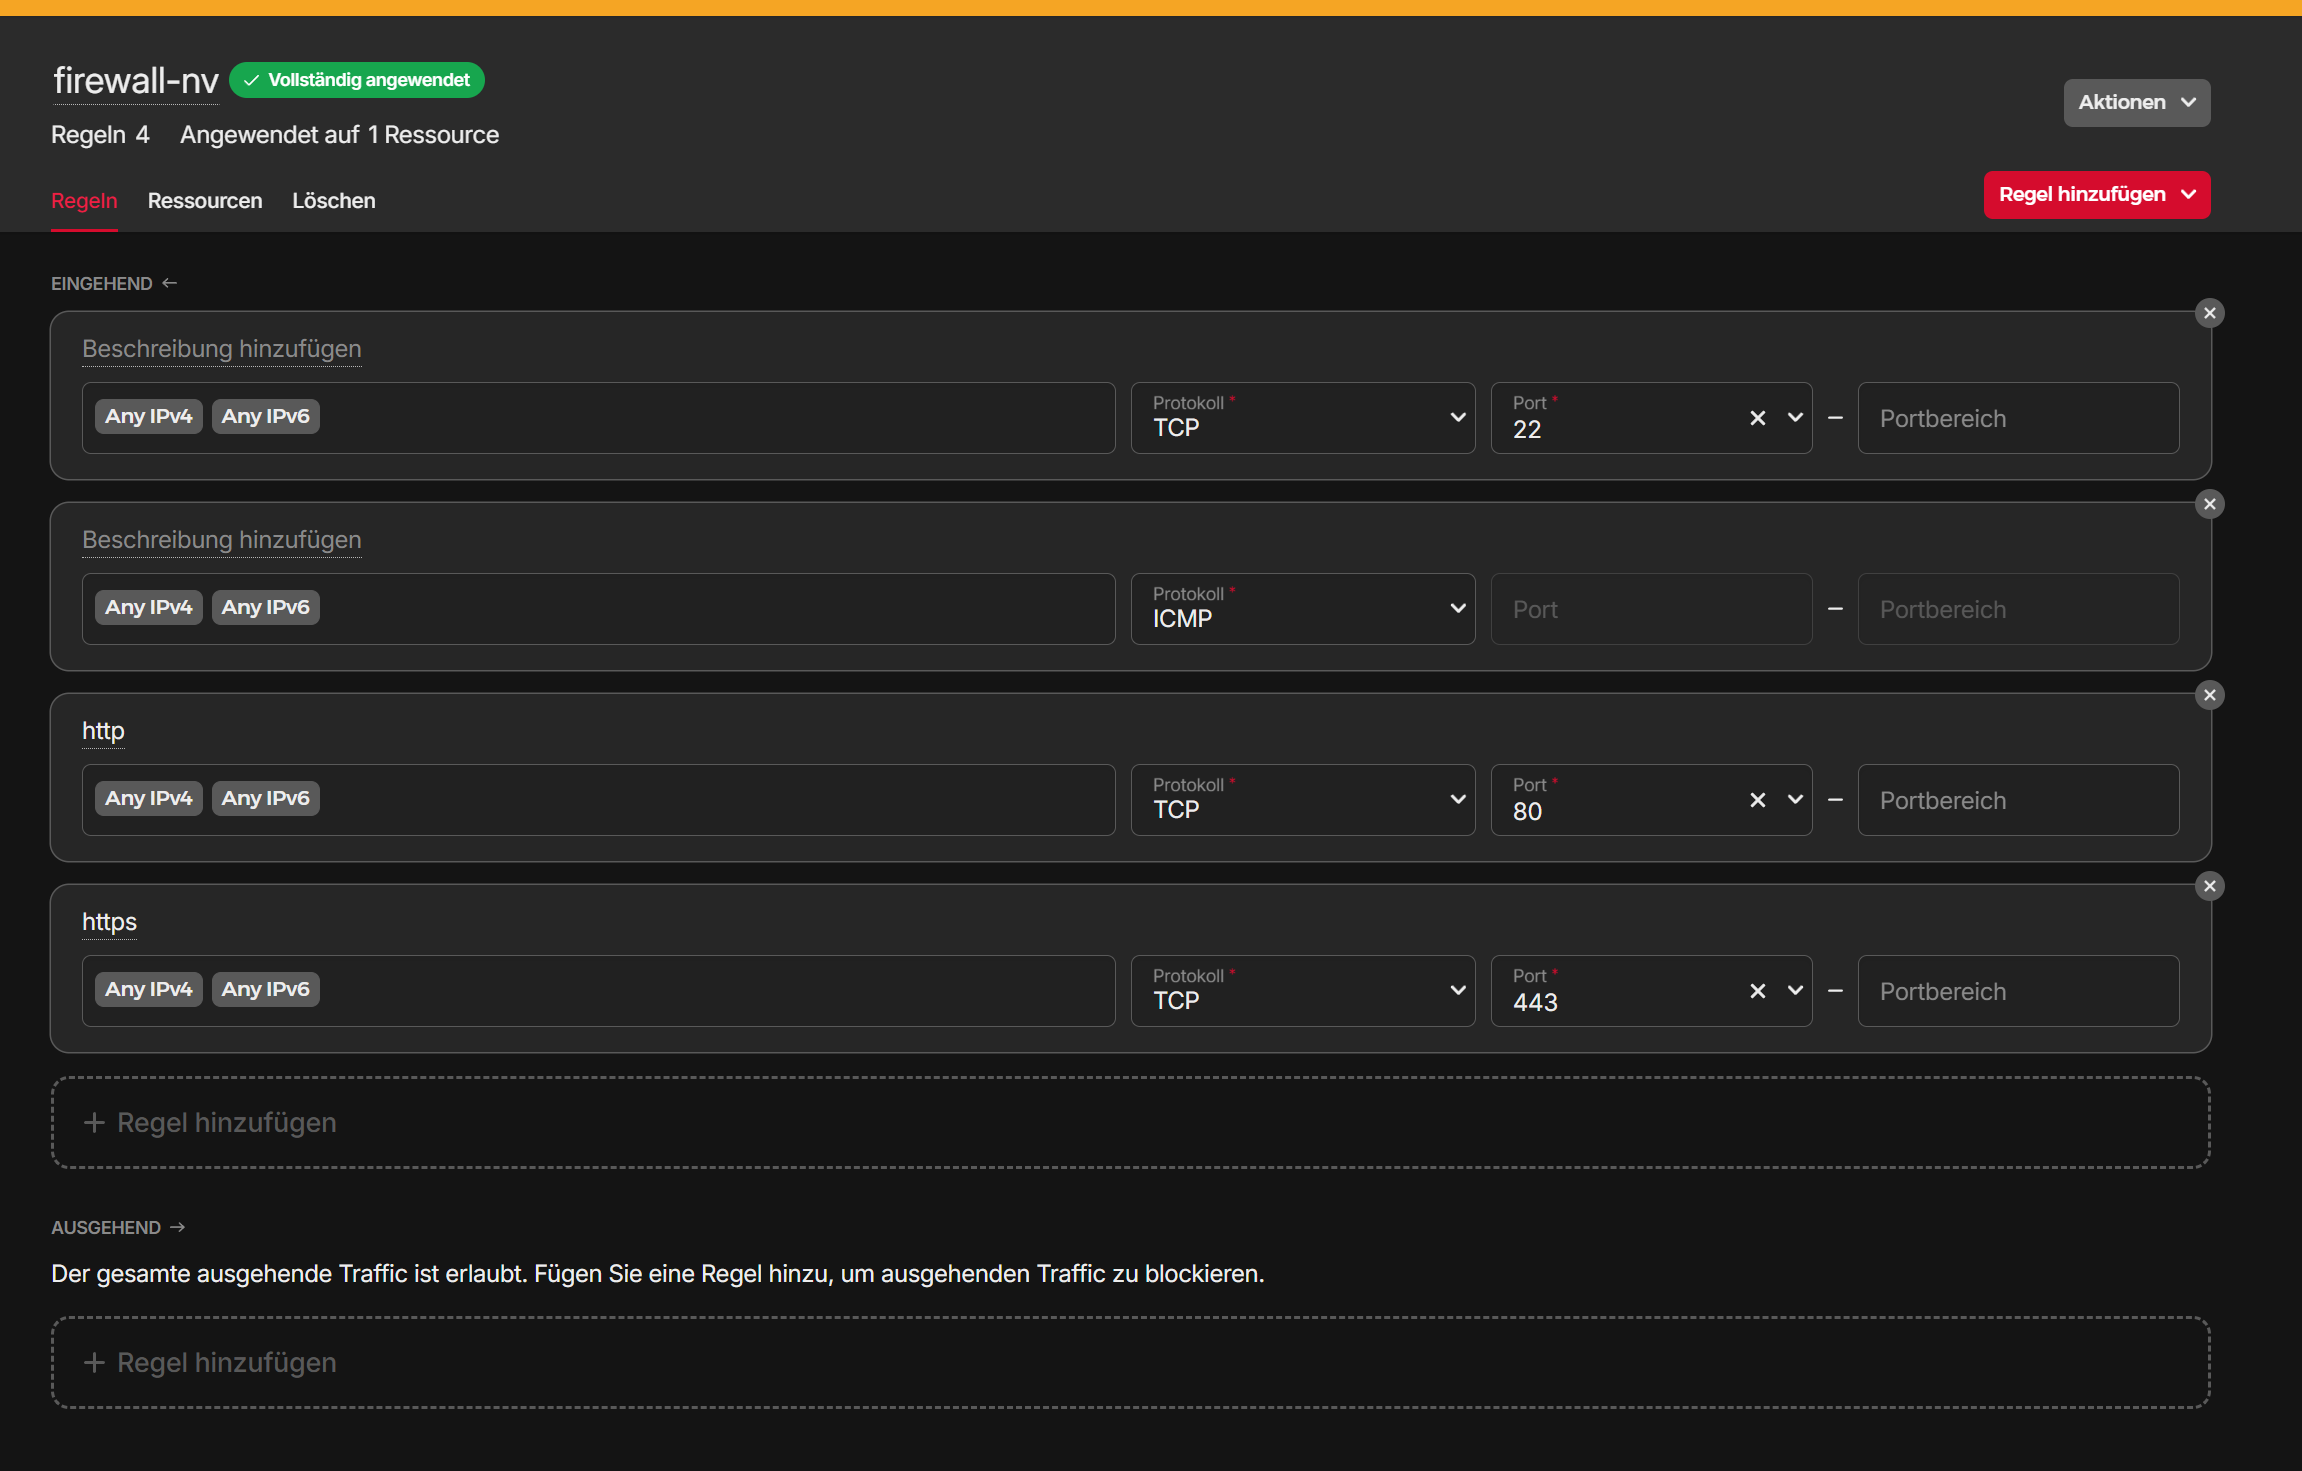 firewall-nv Vollständig angewendet
Aktionen
Regeln 4 Angewendet auf 1 Ressource
Regeln Ressourcen Löschen
Regel hinzufügen
EINGEHEND ←
Beschreibung hinzufügen
Any IPv4 Any IPv6 Protokoll * TCP Port * 22 – Portbereich
Beschreibung hinzufügen
Any IPv4 Any IPv6 Protokoll * ICMP Port – Portbereich
http
Any IPv4 Any IPv6 Protokoll * TCP Port * 80 – Portbereich
https
Any IPv4 Any IPv6 Protokoll * TCP Port * 443 – Portbereich
+ Regel hinzufügen
AUSGEHEND →
Der gesamte ausgehende Traffic ist erlaubt. Fügen Sie eine Regel hinzu, um ausgehenden Traffic zu blockieren.
+ Regel hinzufügen